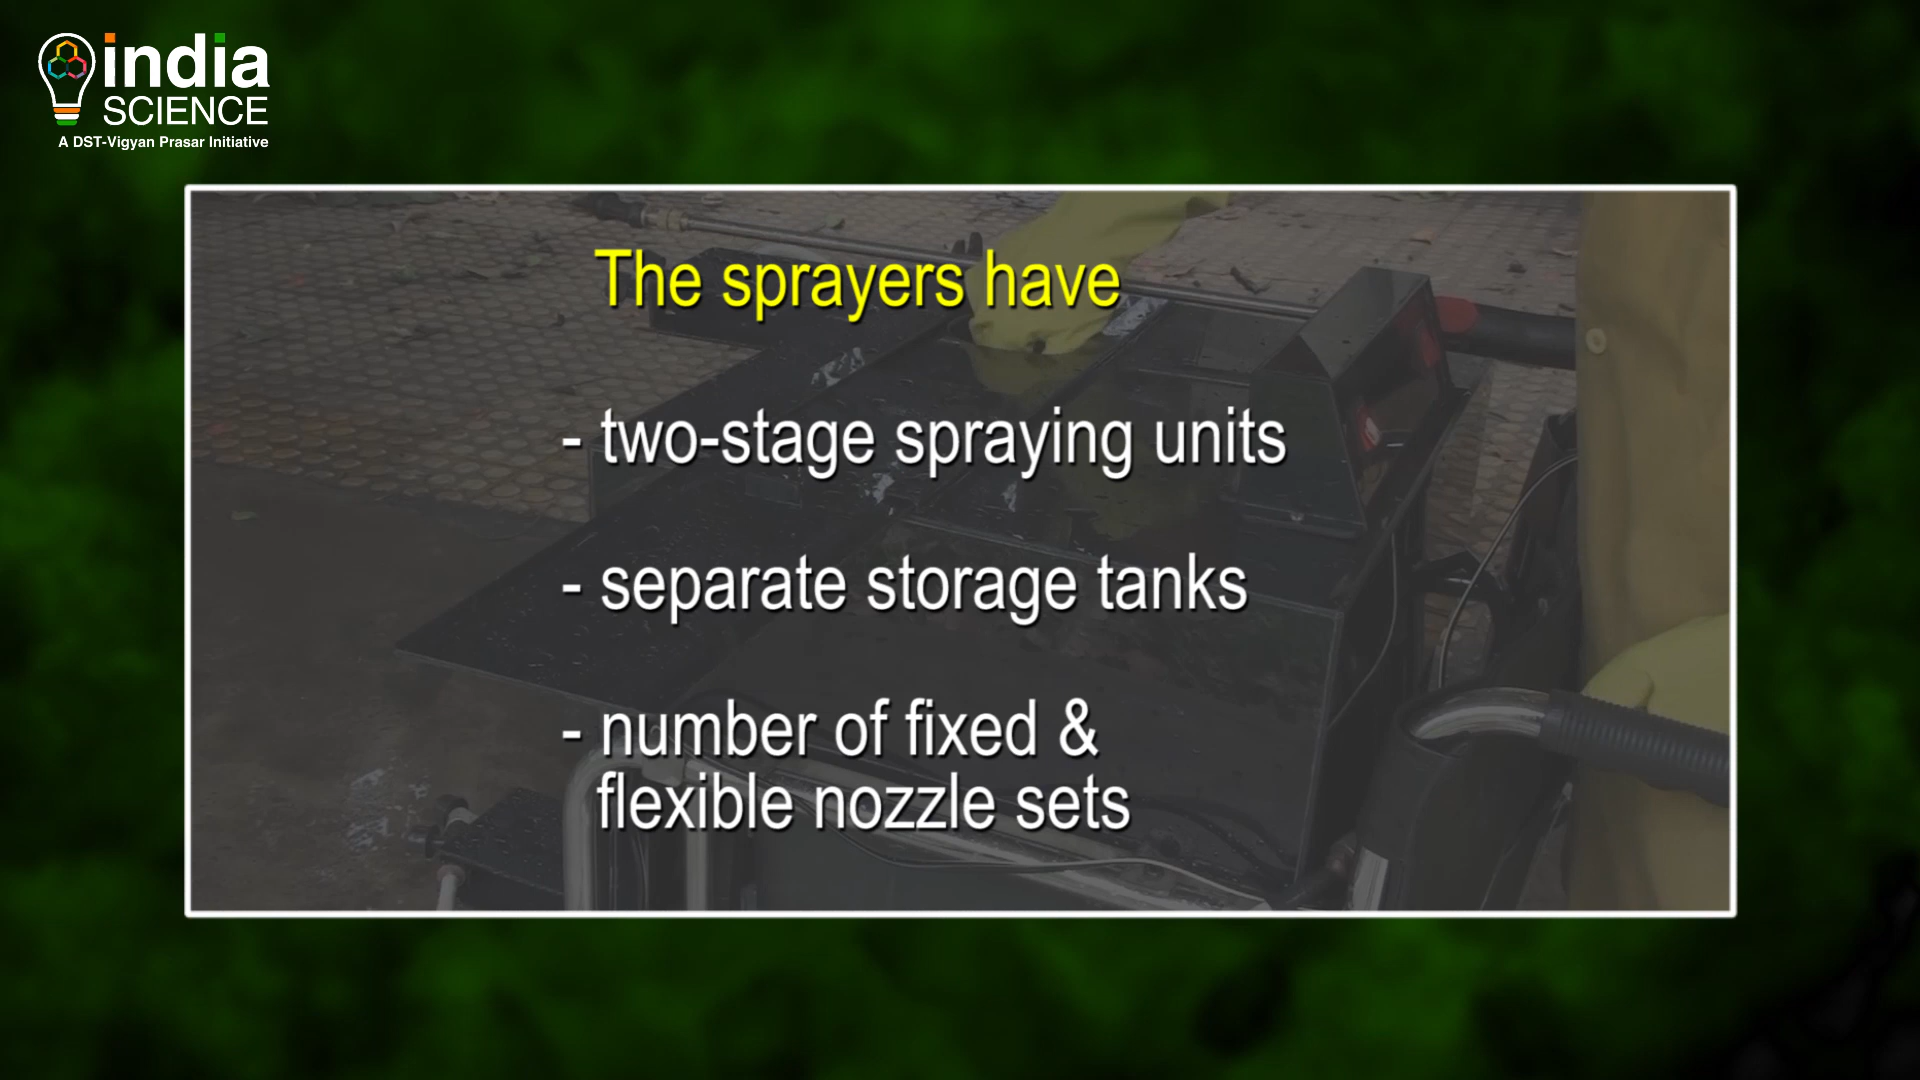 india
SCIENCE
A DST-Vigyan Prasar Initiative
The sprayers have
- two-stage spraying units
- separate storage tanks
- number of fixed &
flexible nozzle sets